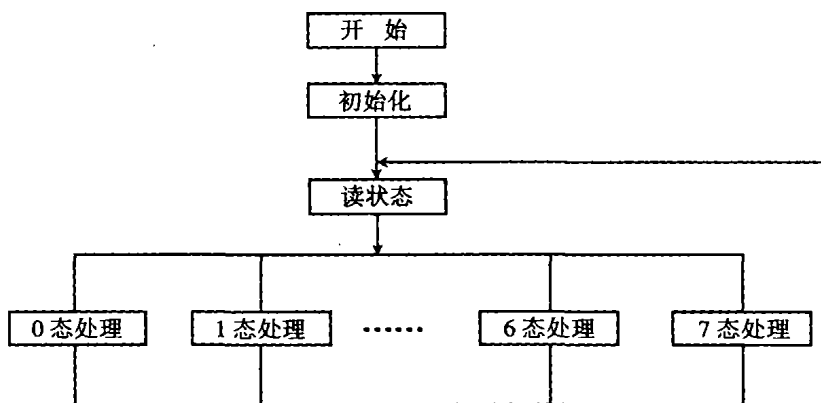 开 始
初始化
读状态
0 态处理
1 态处理
……
6 态处理
7 态处理